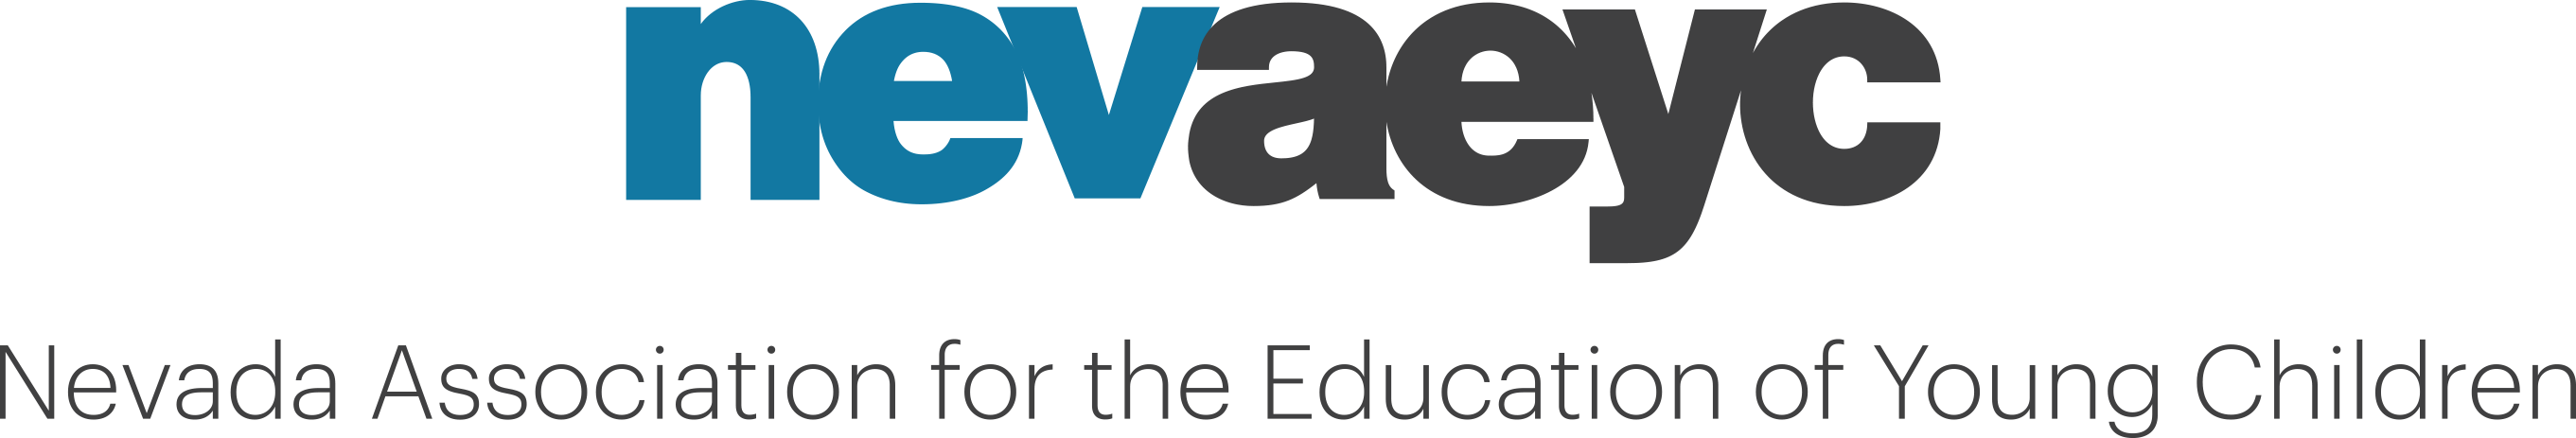 nevaeyc
Nevada Association for the Education of Young Children